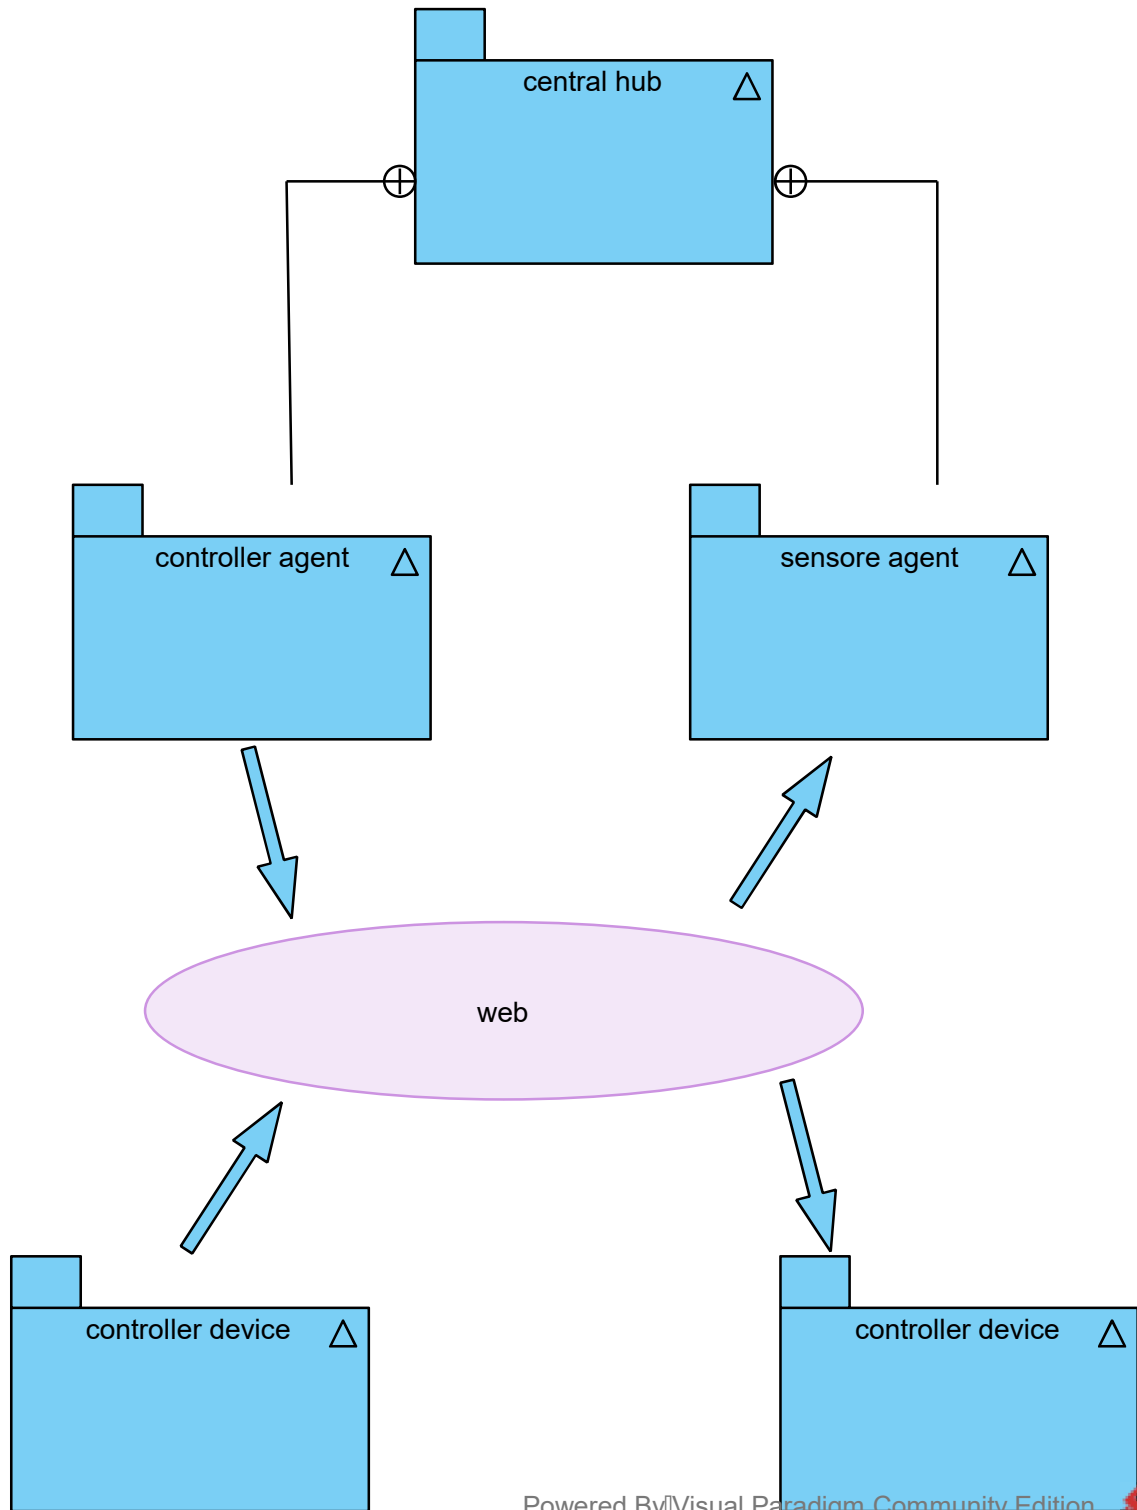 central hub
controller agent
sensore agent
web
controller device
controller device
Powered By Visual Paradigm Community Edition